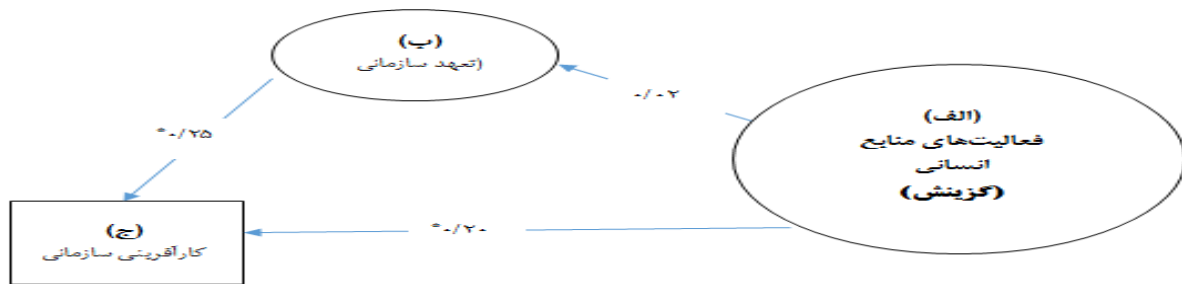 (ب)
(تعهد سازمانی
۰/۰۲
(الف)
فعالیت‌های منابع
انسانی
(گزینش)
*۰/۲۵
*۰/۲۰
(ج)
کارآفرینی سازمانی